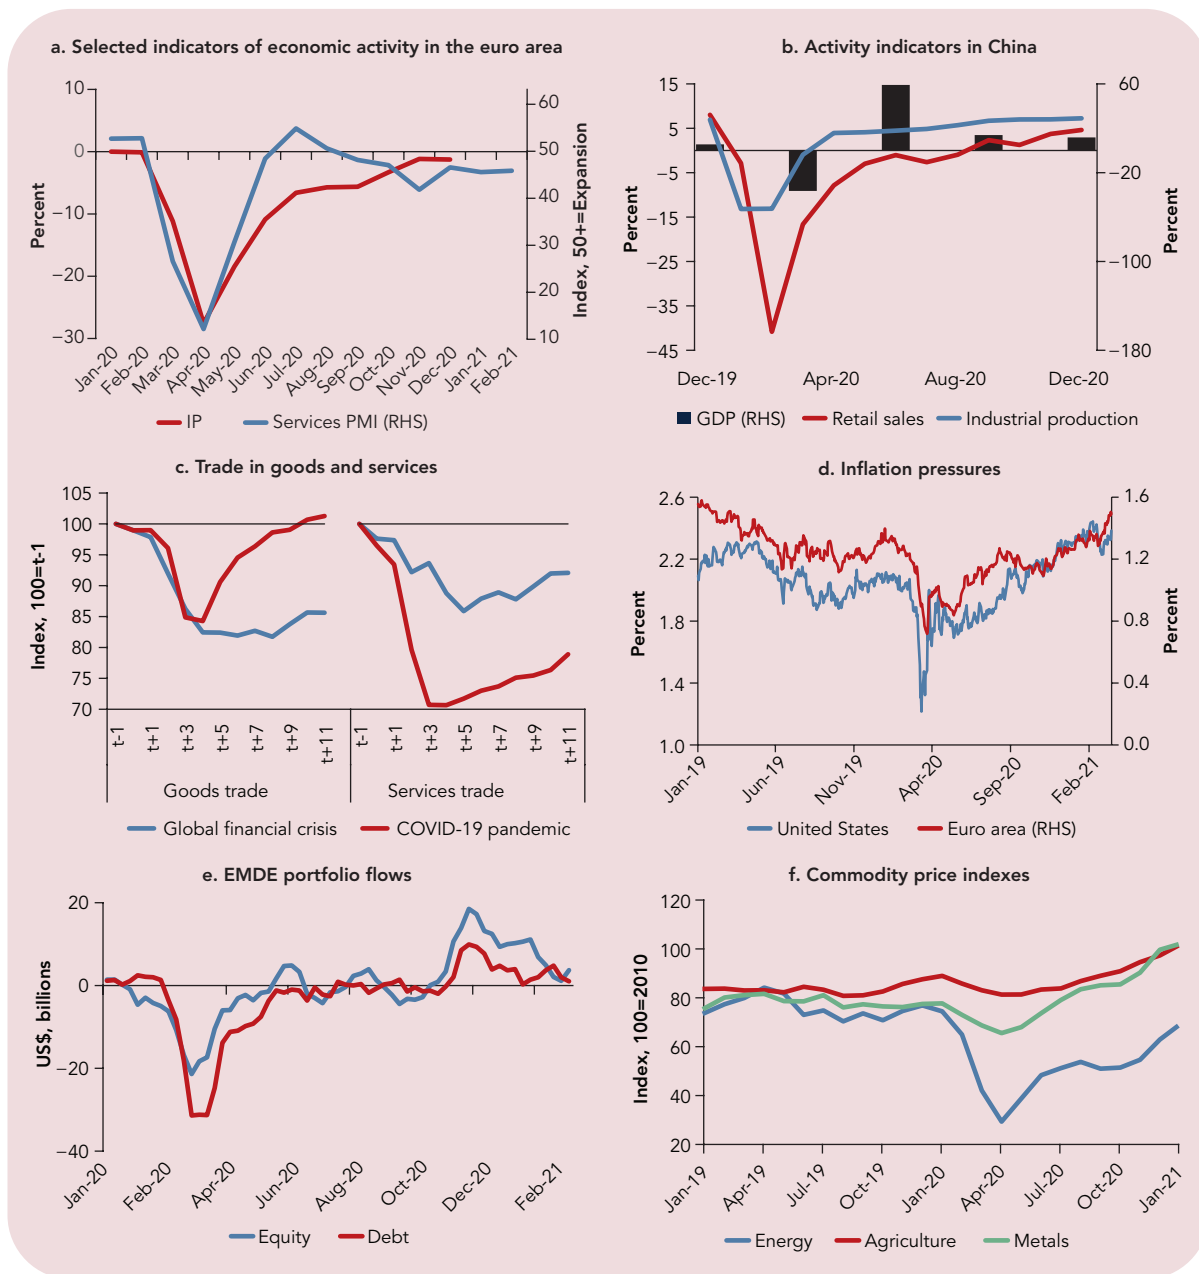 a. Selected indicators of economic activity in the euro area
10
0
−10
−20
−30
Percent
60
50
40
30
20
10
Index, 50+=Expansion
Jan-20
Feb-20
Mar-20
Apr-20
May-20
Jun-20
Jul-20
Aug-20
Sep-20
Oct-20
Nov-20
Dec-20
Jan-21
Feb-21
IP
Services PMI (RHS)
b. Activity indicators in China
15
5
−5
−15
−25
−35
−45
Percent
60
−20
−100
−180
Percent
Dec-19
Apr-20
Aug-20
Dec-20
GDP (RHS)
Retail sales
Industrial production
c. Trade in goods and services
105
100
95
90
85
80
75
70
Index, 100=t-1
t-1
t+1
t+3
t+5
t+7
t+9
t+11
t-1
t+1
t+3
t+5
t+7
t+9
t+11
Goods trade
Services trade
Global financial crisis
COVID-19 pandemic
d. Inflation pressures
2.6
2.2
1.8
1.4
1.0
Percent
1.6
1.2
0.8
0.4
0.0
Percent
Jan-19
Jun-19
Nov-19
Apr-20
Sep-20
Feb-21
United States
Euro area (RHS)
e. EMDE portfolio flows
20
0
−20
−40
US$, billions
Jan-20
Feb-20
Apr-20
Jun-20
Aug-20
Oct-20
Dec-20
Feb-21
Equity
Debt
f. Commodity price indexes
120
100
80
60
40
20
Index, 100=2010
Jan-19
Apr-19
Jul-19
Oct-19
Jan-20
Apr-20
Jul-20
Oct-20
Jan-21
Energy
Agriculture
Metals